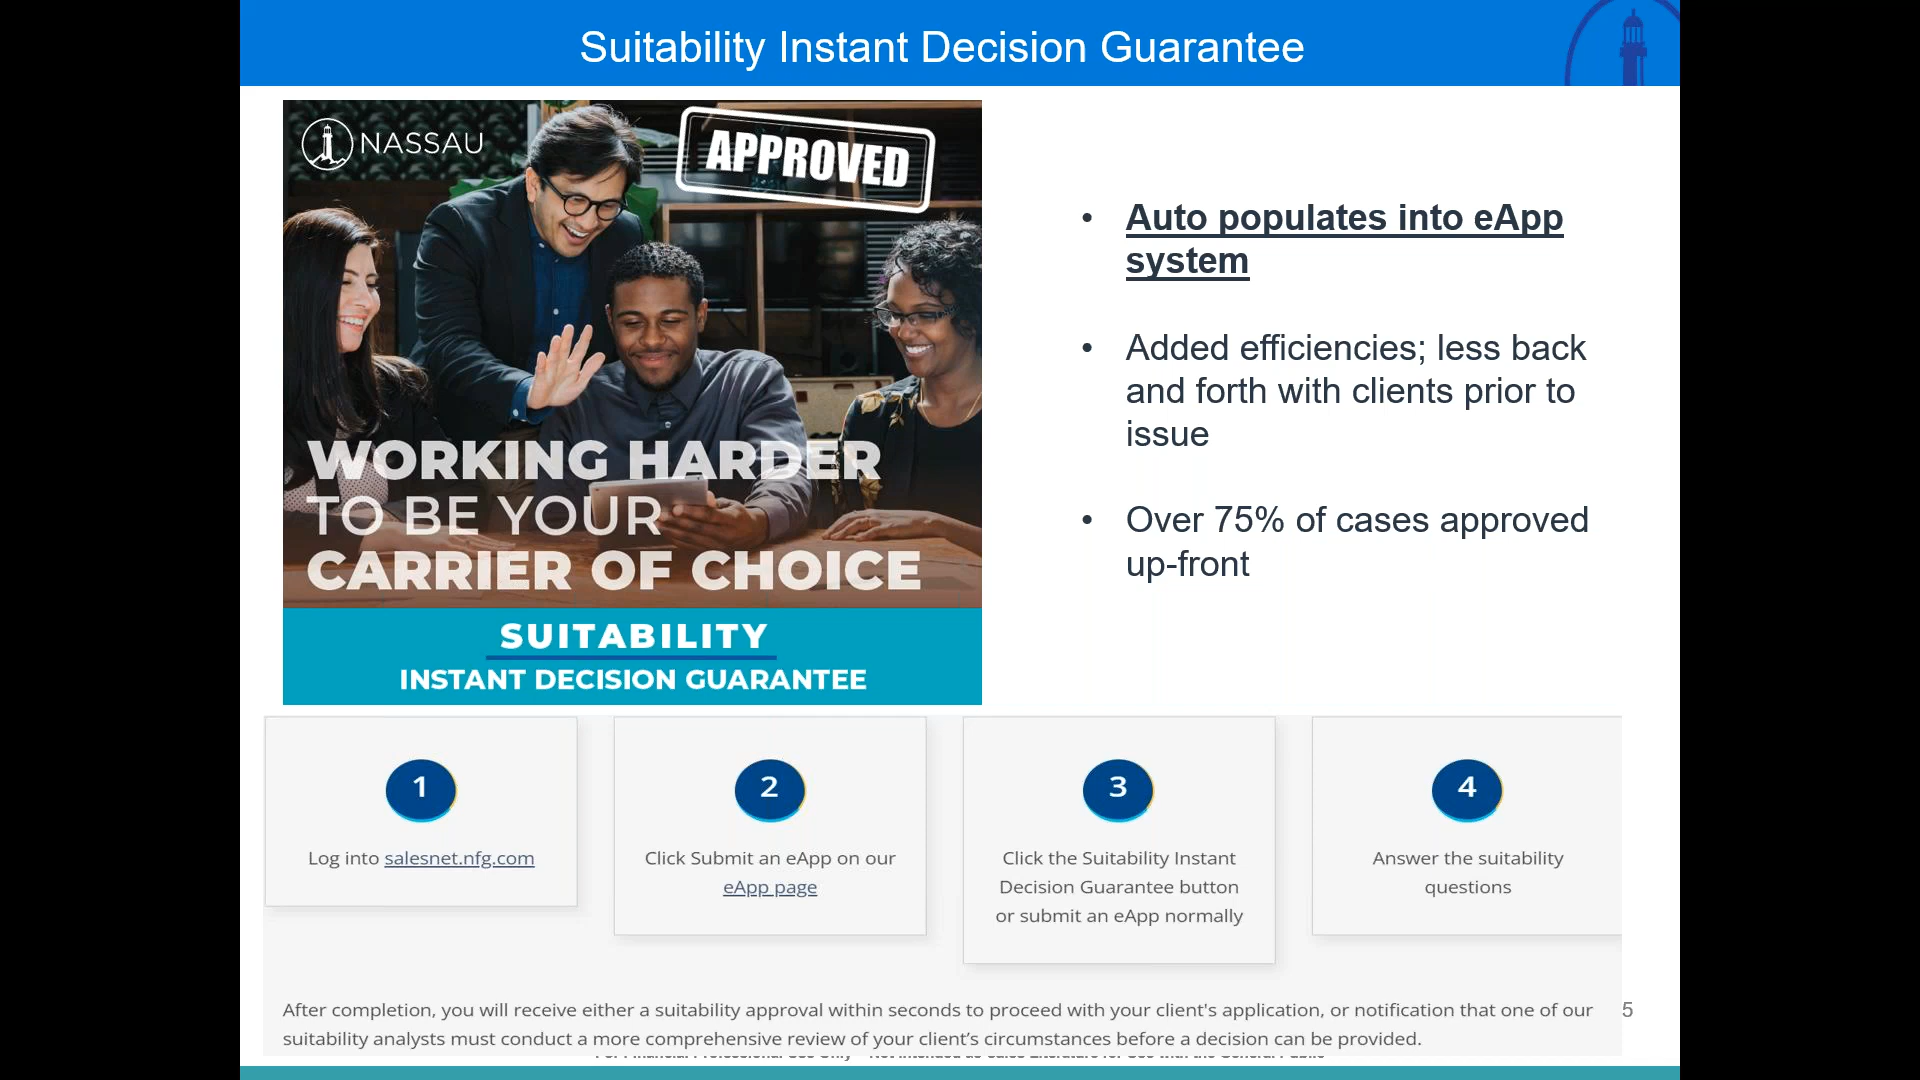 Suitability Instant Decision Guarantee
NASSAU
APPROVED
WORKING HARDER
TO BE YOUR
CARRIER OF CHOICE
SUITABILITY
INSTANT DECISION GUARANTEE
• Auto populates into eApp
system
• Added efficiencies; less back
and forth with clients prior to
issue
• Over 75% of cases approved
up-front
1
Log into salesnet.nfg.com
2
Click Submit an eApp on our
eApp page
3
Click the Suitability Instant
Decision Guarantee button
or submit an eApp normally
4
Answer the suitability
questions
After completion, you will receive either a suitability approval within seconds to proceed with your client's application, or notification that one of our
suitability analysts must conduct a more comprehensive review of your client’s circumstances before a decision can be provided.
5